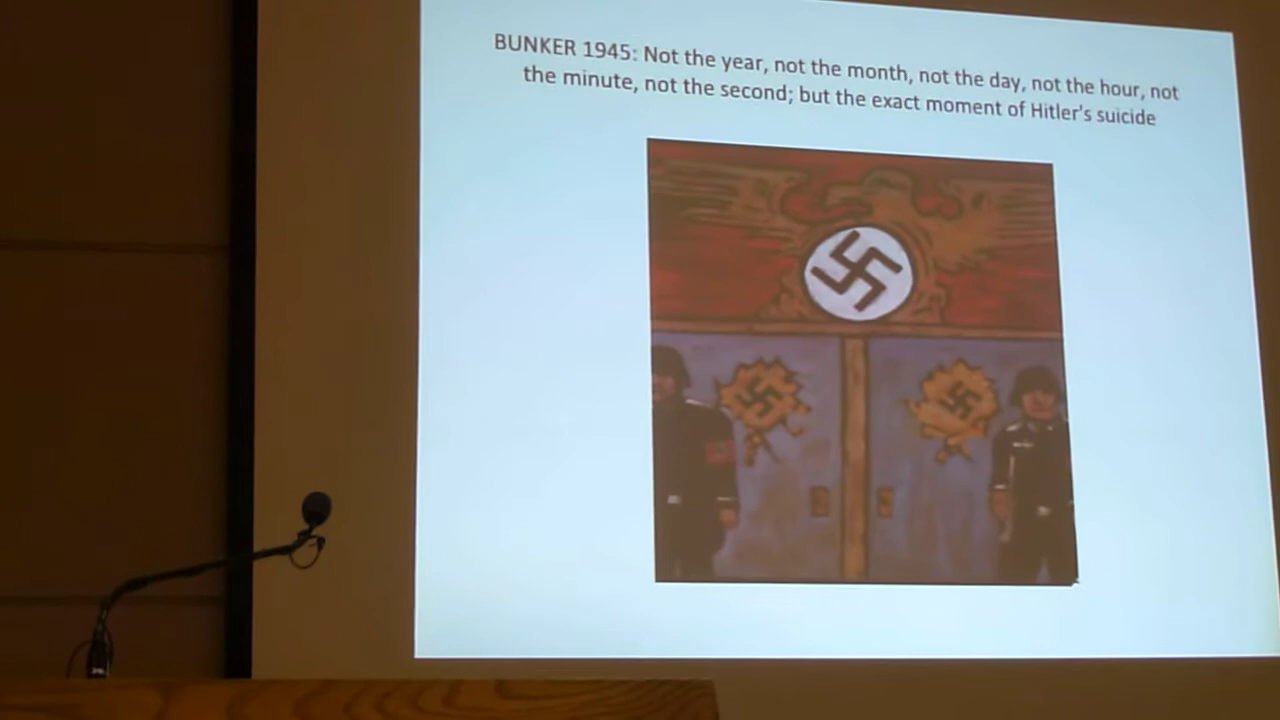 BUNKER 1945: Not the year, not the month, not the day, not the hour, not
the minute, not the second; but the exact moment of Hitler's suicide